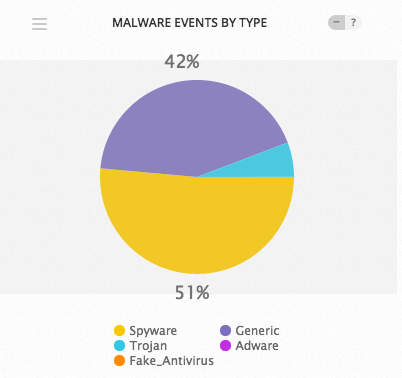 MALWARE EVENTS BY TYPE
− ?
42%
51%
Spyware Generic
Trojan Adware
Fake_Antivirus